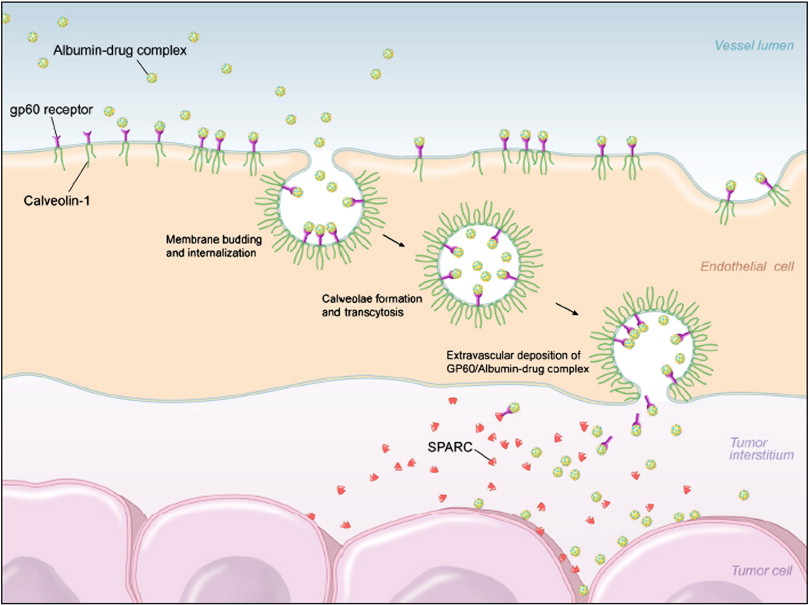 Albumin-drug complex
Vessel lumen
gp60 receptor
Calveolin-1
Membrane budding
and internalization
Endothelial cell
Calveolae formation
and transcytosis
Extravascular deposition of
GP60/Albumin-drug complex
SPARC
Tumor
interstitium
Tumor cell